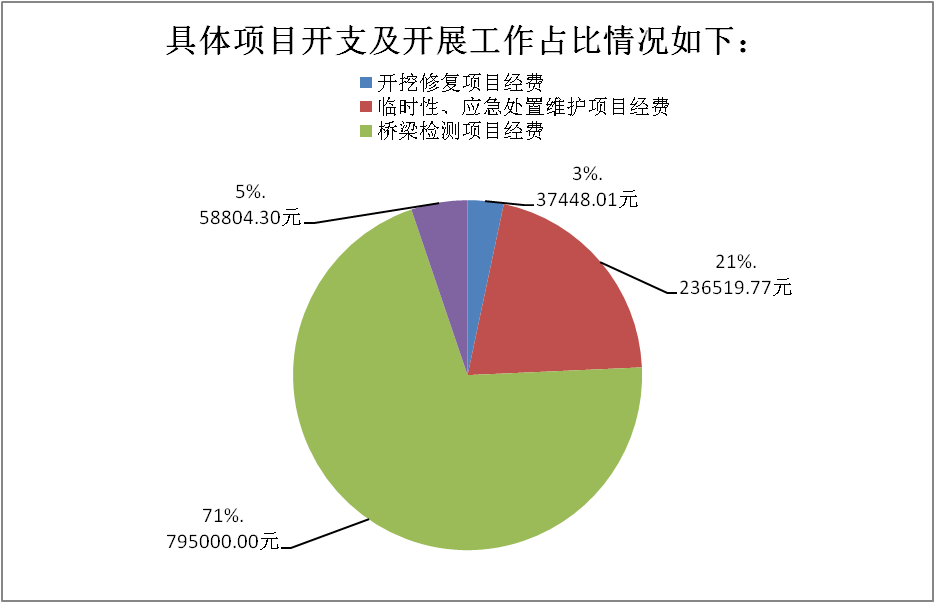 具体项目开支及开展工作占比情况如下：
开挖修复项目经费
临时性、应急处置维护项目经费
桥梁检测项目经费
3%.
37448.01元
5%.
58804.30元
21%.
236519.77元
71%.
795000.00元